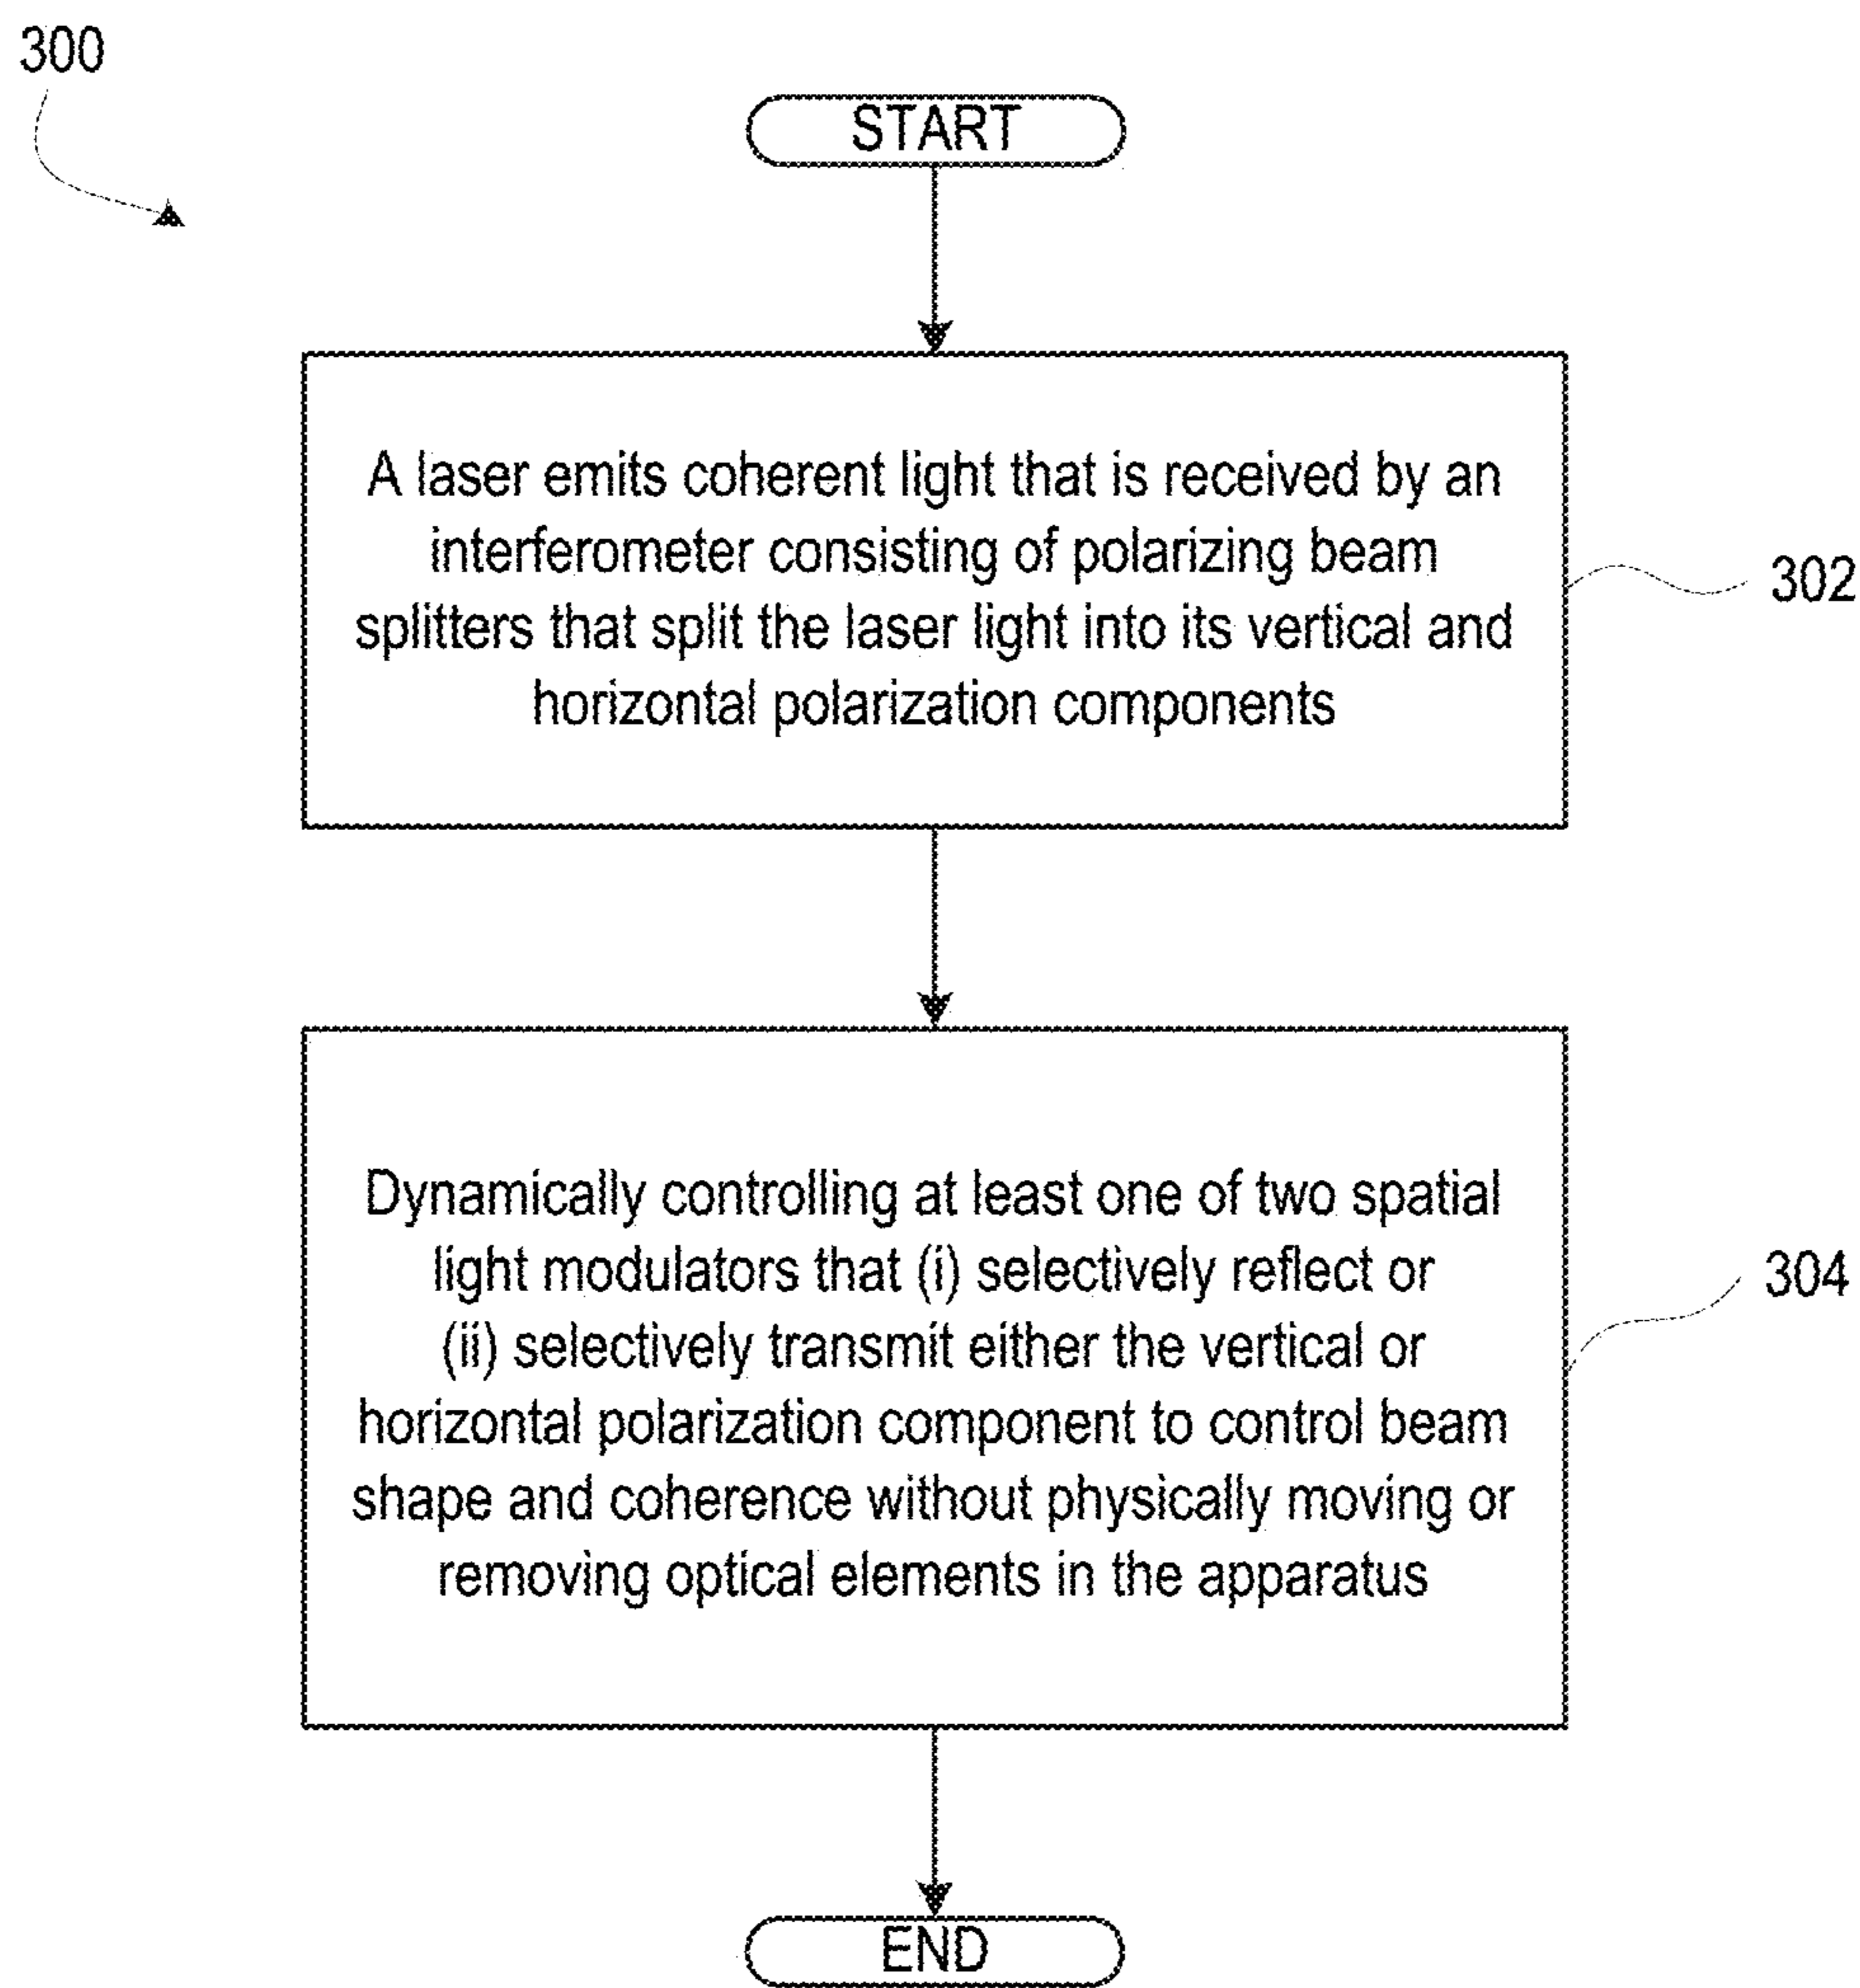 300
START
A laser emits coherent light that is received by an
interferometer consisting of polarizing beam
splitters that split the laser light into its vertical and
horizontal polarization components
302
Dynamically controlling at least one of two spatial
light modulators that (i) selectively reflect or
(ii) selectively transmit either the vertical or
horizontal polarization component to control beam
shape and coherence without physically moving or
removing optical elements in the apparatus
304
END